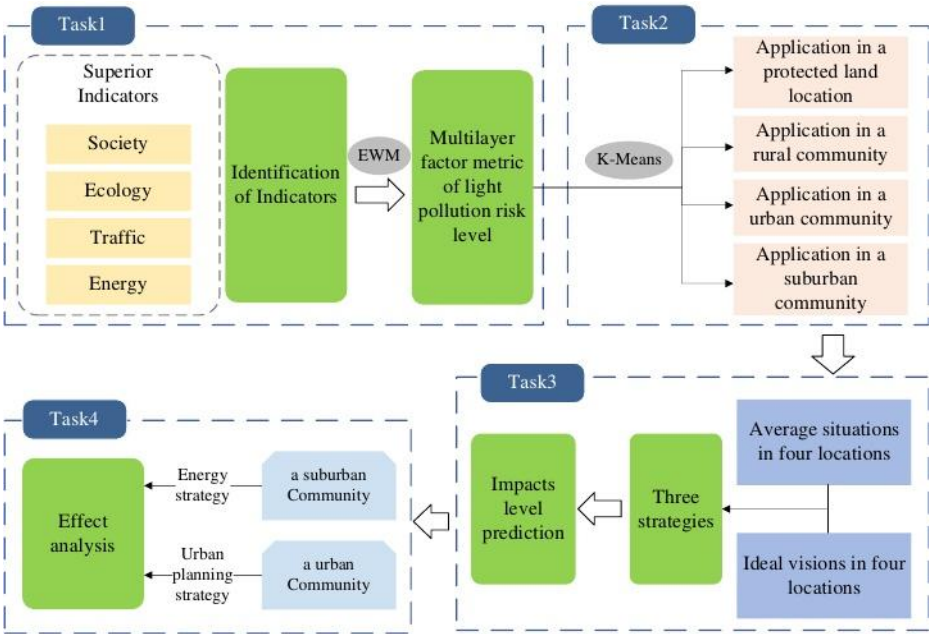 Task1
Superior
Indicators
Society
Ecology
Traffic
Energy
Identification
of Indicators
EWM
Multilayer
factor metric
of light
pollution risk
level
Task2
K-Means
Application in a
protected land
location
Application in a
rural community
Application in a
urban community
Application in a
suburban
community
Task3
Average situations
in four locations
Ideal visions in four
locations
Three
strategies
Impacts
level
prediction
Task4
a suburban
Community
Energy
strategy
a urban
Community
Urban
planning
strategy
Effect
analysis